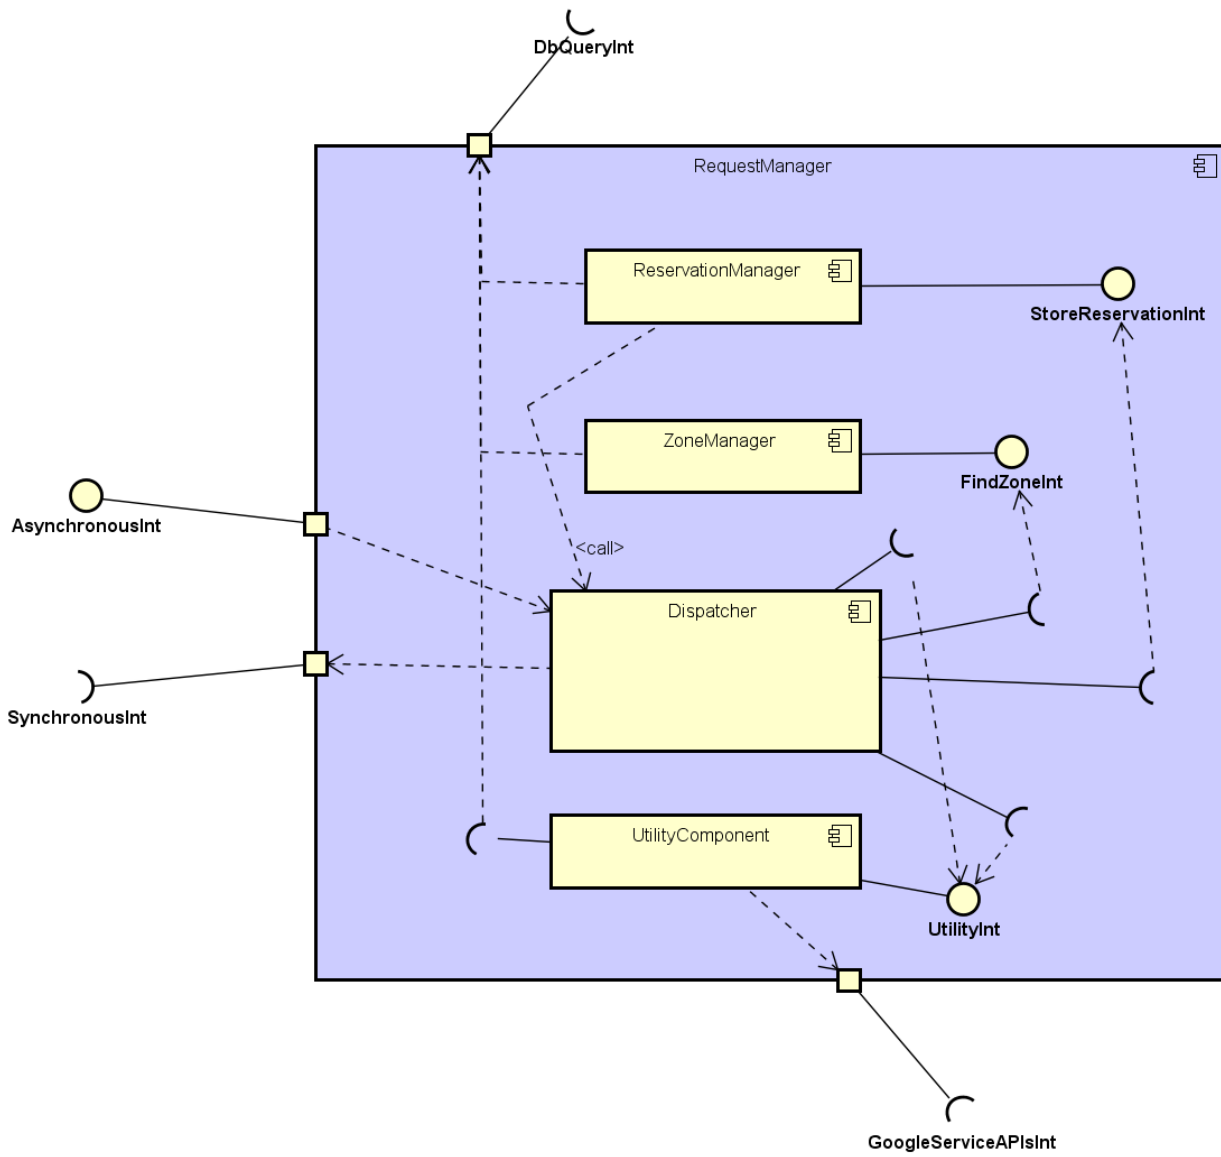 DbQueryInt
RequestManager
ReservationManager
StoreReservationInt
ZoneManager
FindZoneInt
AsynchronousInt
<call>
Dispatcher
SynchronousInt
UtilityComponent
UtilityInt
GoogleServiceAPIsInt